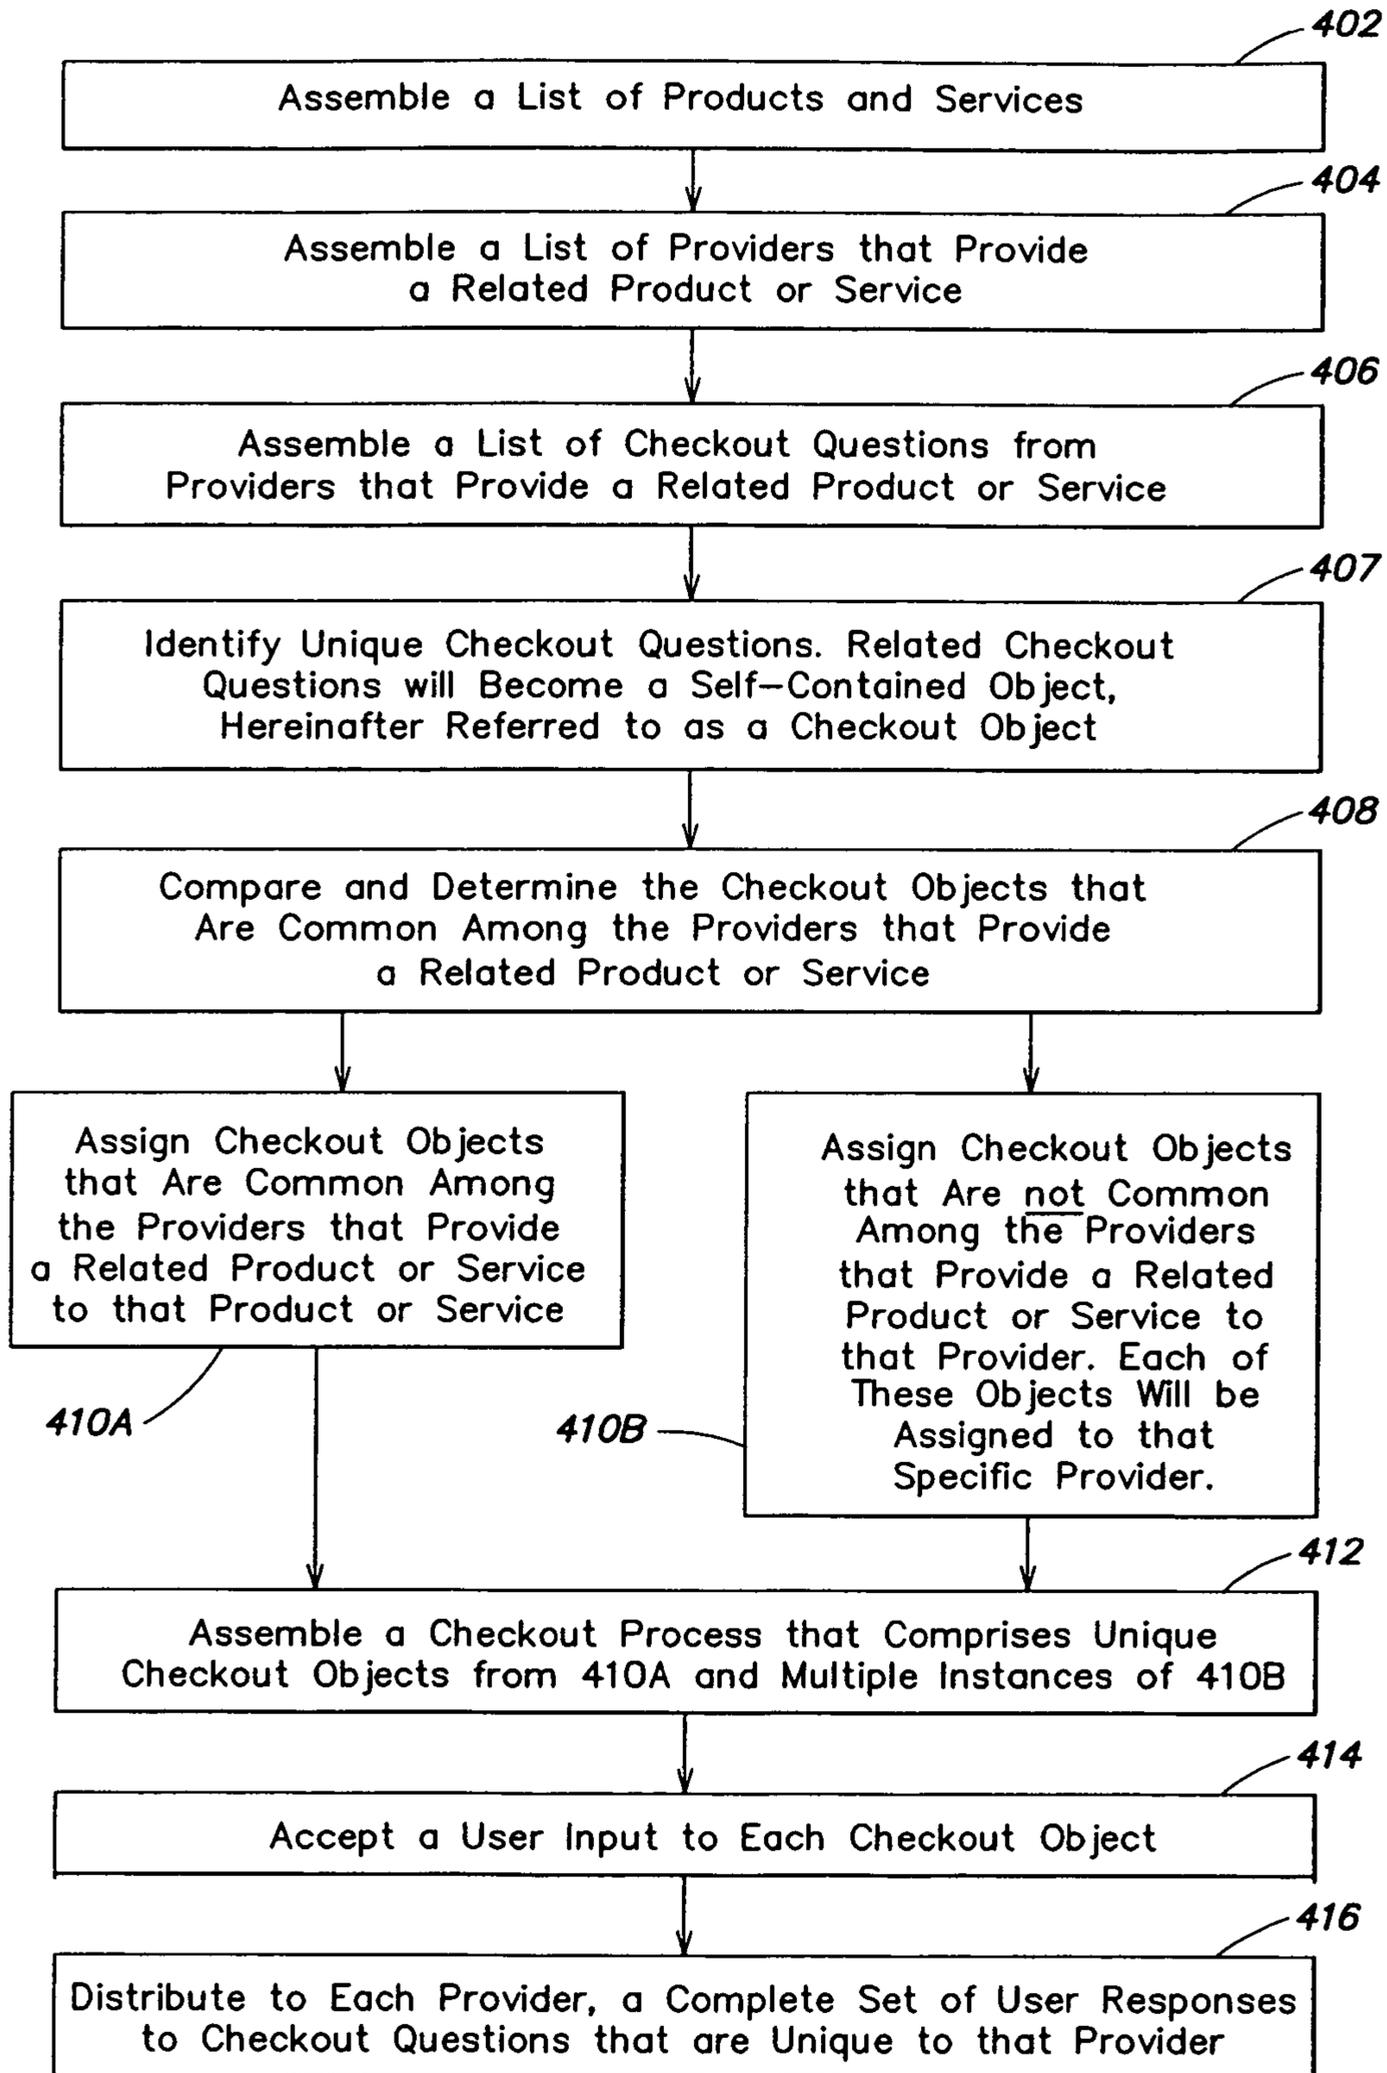 402
Assemble a List of Products and Services
404
Assemble a List of Providers that Provide
a Related Product or Service
406
Assemble a List of Checkout Questions from
Providers that Provide a Related Product or Service
407
Identify Unique Checkout Questions. Related Checkout
Questions will Become a Self-Contained Object,
Hereinafter Referred to as a Checkout Object
408
Compare and Determine the Checkout Objects that
Are Common Among the Providers that Provide
a Related Product or Service
Assign Checkout Objects
that Are Common Among
the Providers that Provide
a Related Product or Service
to that Product or Service
410A
Assign Checkout Objects
that Are not Common
Among the Providers
that Provide a Related
Product or Service to
that Provider. Each of
These Objects Will be
Assigned to that
Specific Provider.
410B
412
Assemble a Checkout Process that Comprises Unique
Checkout Objects from 410A and Multiple Instances of 410B
414
Accept a User Input to Each Checkout Object
416
Distribute to Each Provider, a Complete Set of User Responses
to Checkout Questions that are Unique to that Provider